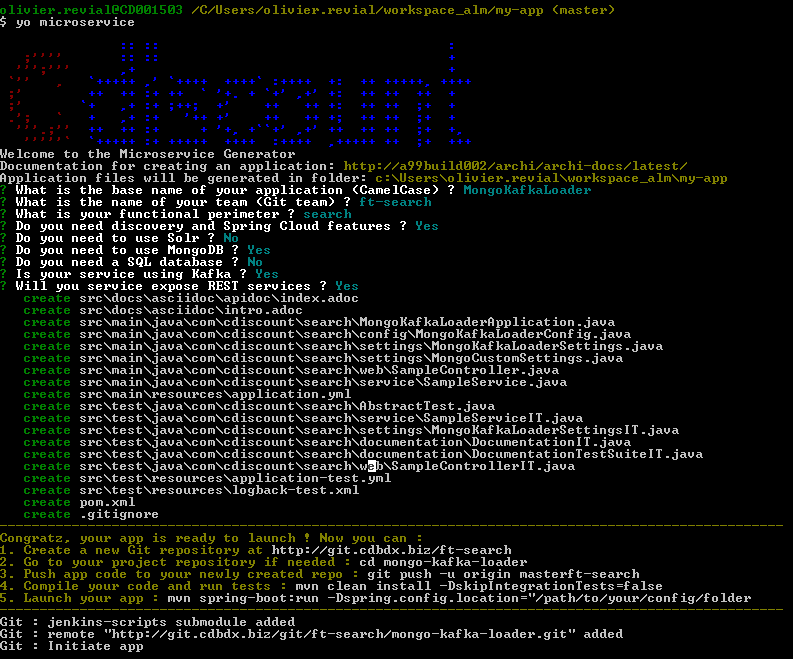 olivier.revial@CD001503 /C/Users/olivier.revial/workspace_alm/my-app (master)
$ yo microservice
Cdiscount
Welcome to the Microservice Generator
Documentation for creating an application: http://a99build002/archi/archi-docs/latest/
Application files will be generated in folder: c:\Users\olivier.revial\workspace_alm\my-app
? What is the base name of your application (CamelCase) ? MongoKafkaLoader
? What is the name of your team (Git team) ? ft-search
? What is your functional perimeter ? search
? Do you need discovery and Spring Cloud features ? Yes
? Do you need to use Solr ? No
? Do you need to use MongoDB ? Yes
? Do you need a SQL database ? No
? Is your service using Kafka ? Yes
? Will you service expose REST services ? Yes
create src\docs\asciidoc\apidoc\index.adoc
create src\docs\asciidoc\intro.adoc
create src\main\java\com\cdiscount\search\MongoKafkaLoaderApplication.java
create src\main\java\com\cdiscount\search\config\MongoKafkaLoaderConfig.java
create src\main\java\com\cdiscount\search\settings\MongoKafkaLoaderSettings.java
create src\main\java\com\cdiscount\search\settings\MongoCustomSettings.java
create src\main\java\com\cdiscount\search\web\SampleController.java
create src\main\java\com\cdiscount\search\service\SampleService.java
create src\main\resources\application.yml
create src\test\java\com\cdiscount\search\AbstractTest.java
create src\test\java\com\cdiscount\search\service\SampleServiceIT.java
create src\test\java\com\cdiscount\search\settings\MongoKafkaLoaderSettingsIT.java
create src\test\java\com\cdiscount\search\documentation\DocumentationIT.java
create src\test\java\com\cdiscount\search\documentation\DocumentationTestSuiteIT.java
create src\test\java\com\cdiscount\search\web\SampleControllerIT.java
create src\test\resources\application-test.yml
create src\test\resources\logback-test.xml
create pom.xml
create .gitignore
Congratz, your app is ready to launch ! Now you can :
1. Create a new Git repository at http://git.cdbdx.biz/ft-search
2. Go to your project repository if needed : cd mongo-kafka-loader
3. Push app code to your newly created repo : git push -u origin masterft-search
4. Compile your code and run tests : mvn clean install -DskipIntegrationTests=false
5. Launch your app : mvn spring-boot:run -Dspring.config.location="/path/to/your/config/folder
Git : jenkins-scripts submodule added
Git : remote "http://git.cdbdx.biz/git/ft-search/mongo-kafka-loader.git" added
Git : Initiate app